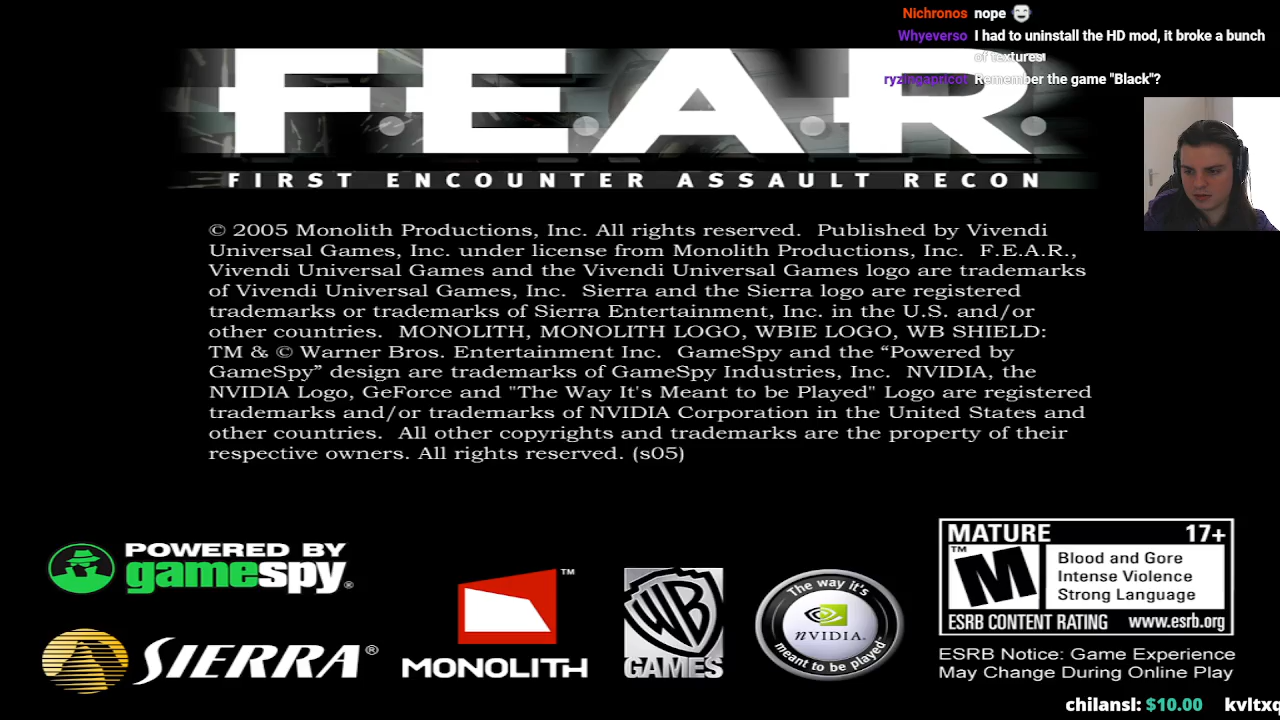 Nichronos nope
Whyeverso I had to uninstall the HD mod, it broke a bunch
of textures
ryzingapricot Remember the game "Black"?
F.E.A.R.
FIRST ENCOUNTER ASSAULT RECON
© 2005 Monolith Productions, Inc. All rights reserved. Published by Vivendi
Universal Games, Inc. under license from Monolith Productions, Inc. F.E.A.R.,
Vivendi Universal Games and the Vivendi Universal Games logo are trademarks
of Vivendi Universal Games, Inc. Sierra and the Sierra logo are registered
trademarks or trademarks of Sierra Entertainment, Inc. in the U.S. and/or
other countries. MONOLITH, MONOLITH LOGO, WBIE LOGO, WB SHIELD:
TM & © Warner Bros. Entertainment Inc. GameSpy and the “Powered by
GameSpy” design are trademarks of GameSpy Industries, Inc. NVIDIA, the
NVIDIA Logo, GeForce and "The Way It's Meant to be Played" Logo are registered
trademarks and/or trademarks of NVIDIA Corporation in the United States and
other countries. All other copyrights and trademarks are the property of their
respective owners. All rights reserved. (s05)
POWERED BY
gamespy®
SIERRA®
MONOLITH™
WB
GAMES
The way it's
nVIDIA.
meant to be played™
MATURE 17+
™ M
Blood and Gore
Intense Violence
Strong Language
ESRB CONTENT RATING www.esrb.org
ESRB Notice: Game Experience
May Change During Online Play
chilansl: $10.00